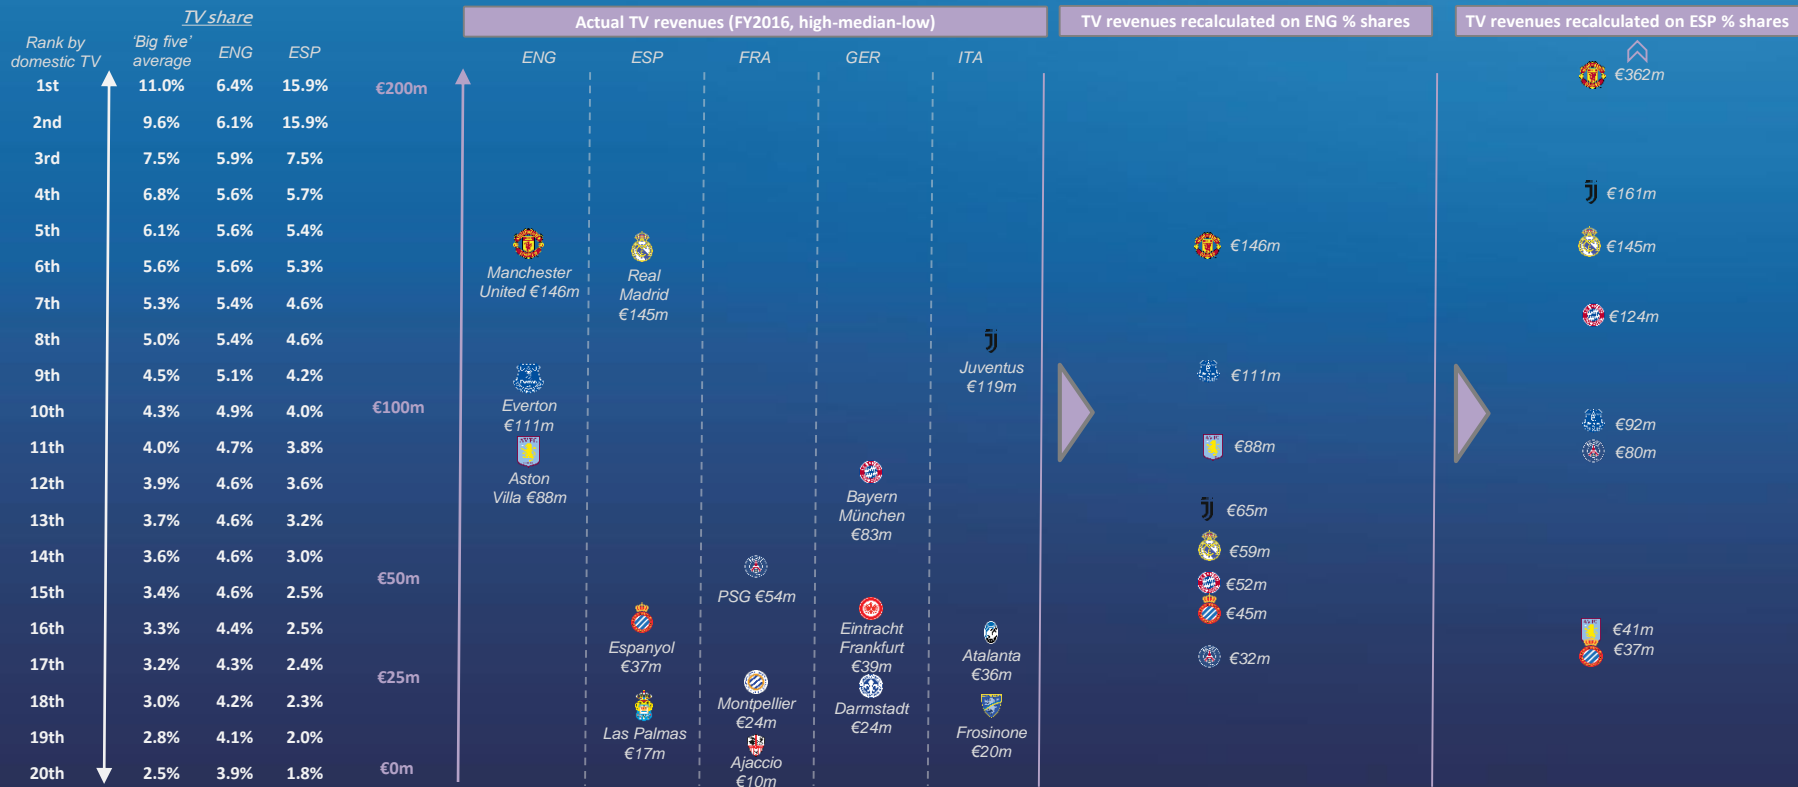 TV share
Rank by domestic TV
'Big five' average
ENG
ESP
1st 11.0% 6.4% 15.9%
2nd 9.6% 6.1% 15.9%
3rd 7.5% 5.9% 7.5%
4th 6.8% 5.6% 5.7%
5th 6.1% 5.6% 5.4%
6th 5.6% 5.6% 5.3%
7th 5.3% 5.4% 4.6%
8th 5.0% 5.4% 4.6%
9th 4.5% 5.1% 4.2%
10th 4.3% 4.9% 4.0%
11th 4.0% 4.7% 3.8%
12th 3.9% 4.6% 3.6%
13th 3.7% 4.6% 3.2%
14th 3.6% 4.6% 3.0%
15th 3.4% 4.6% 2.5%
16th 3.3% 4.4% 2.5%
17th 3.2% 4.3% 2.4%
18th 3.0% 4.2% 2.3%
19th 2.8% 4.1% 2.0%
20th 2.5% 3.9% 1.8%
€200m
€100m
€50m
€25m
€0m
Actual TV revenues (FY2016, high-median-low)
ENG
Manchester
United €146m
Everton
€111m
Aston
Villa €88m
ESP
Real
Madrid
€145m
Espanyol
€37m
Las Palmas
€17m
FRA
PSG €54m
Montpellier
€24m
Ajaccio
€10m
GER
Bayern
München
€83m
Eintracht
Frankfurt
€39m
Darmstadt
€24m
ITA
Juventus
€119m
Atalanta
€36m
Frosinone
€20m
TV revenues recalculated on ENG % shares
€146m
€111m
€88m
€65m
€59m
€52m
€45m
€32m
TV revenues recalculated on ESP % shares
€362m
€161m
€145m
€124m
€92m
€80m
€41m
€37m